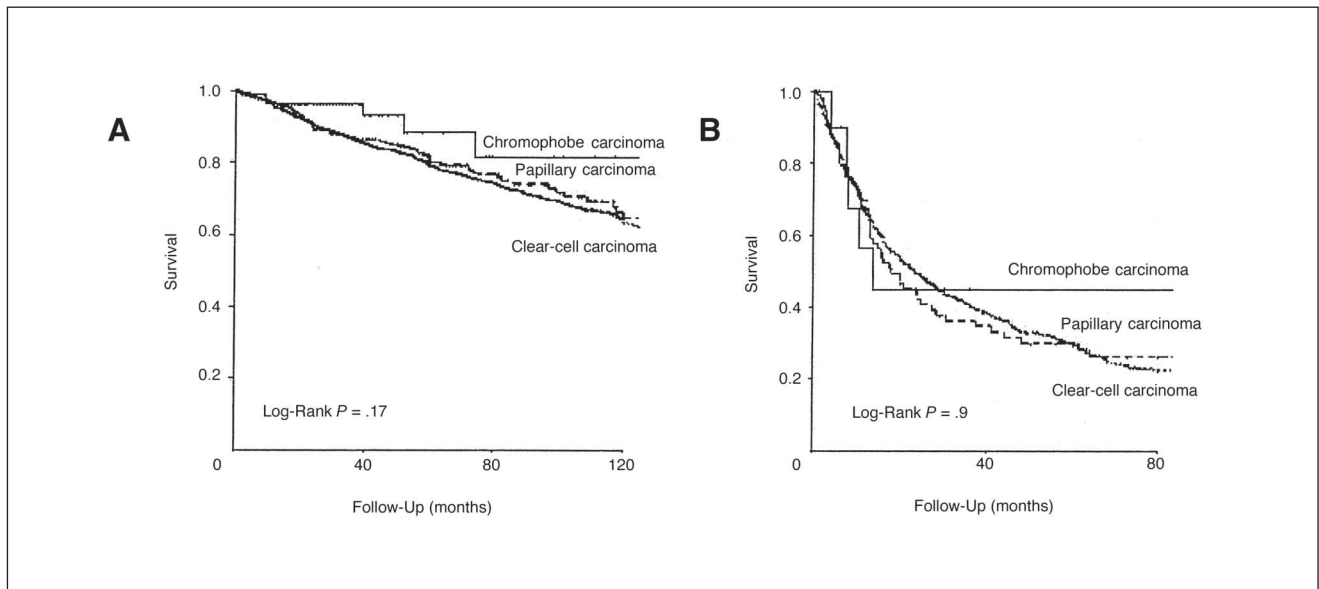 A
1.0
0.8
0.6
0.4
0.2
0
Survival
Chromophobe carcinoma
Papillary carcinoma
Clear-cell carcinoma
Log-Rank P = .17
40
80
120
Follow-Up (months)
B
1.0
0.8
0.6
0.4
0.2
0
Survival
Chromophobe carcinoma
Papillary carcinoma
Clear-cell carcinoma
Log-Rank P = .9
40
80
Follow-Up (months)